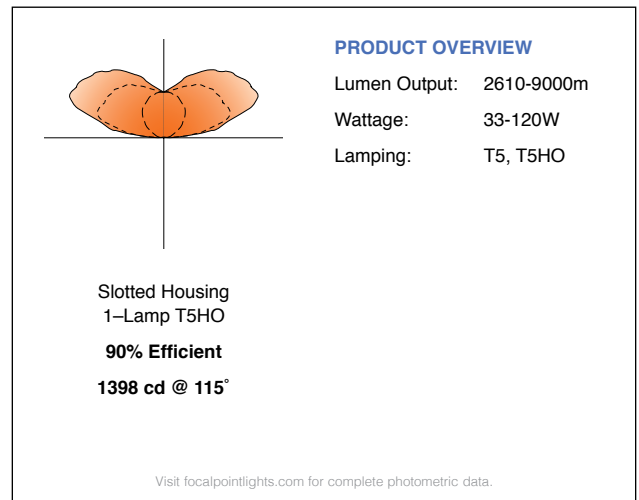 PRODUCT OVERVIEW
Lumen Output: 2610-9000m
Wattage: 33-120W
Lamping: T5, T5HO
Slotted Housing
1–Lamp T5HO
90% Efficient
1398 cd @ 115˚
Visit focalpointlights.com for complete photometric data.